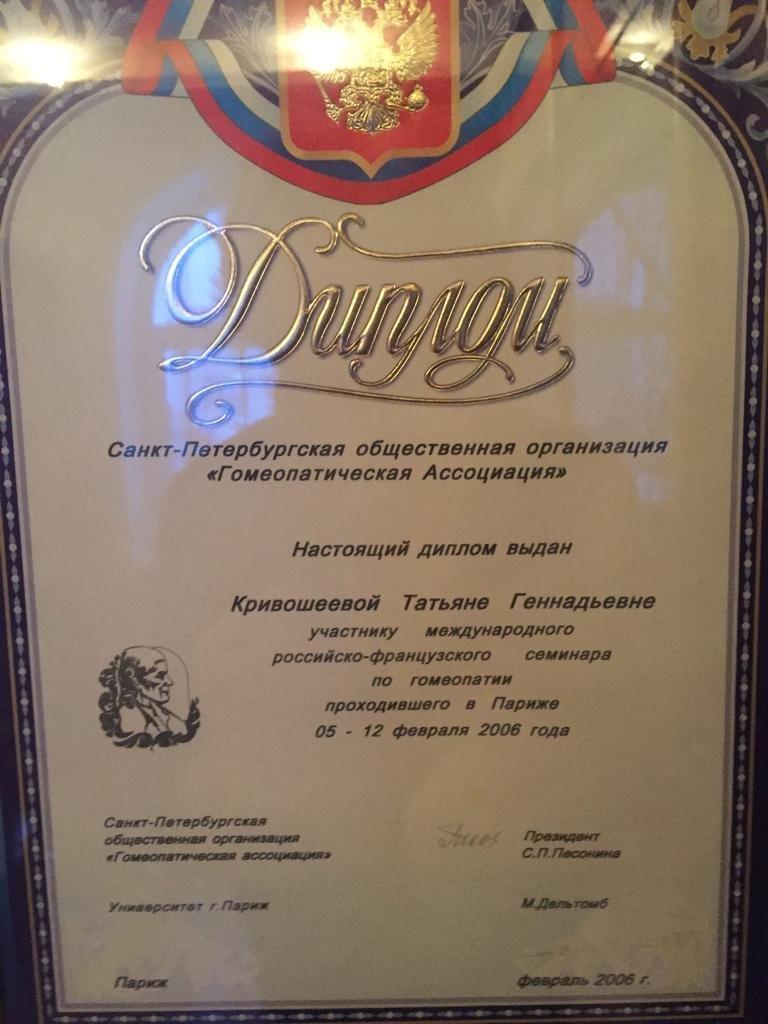 Диплом
Санкт-Петербургская общественная организация
«Гомеопатическая Ассоциация»
Настоящий диплом выдан
Кривошеевой Татьяне Геннадьевне
участнику международного
российско-французского семинара
по гомеопатии
проходившего в Париже
05 - 12 февраля 2006 года
Санкт-Петербургская
общественная организация
«Гомеопатическая ассоциация»
Президент
С.П.Песонина
Университет г.Париж
М.Дельтомб
Париж
февраль 2006 г.